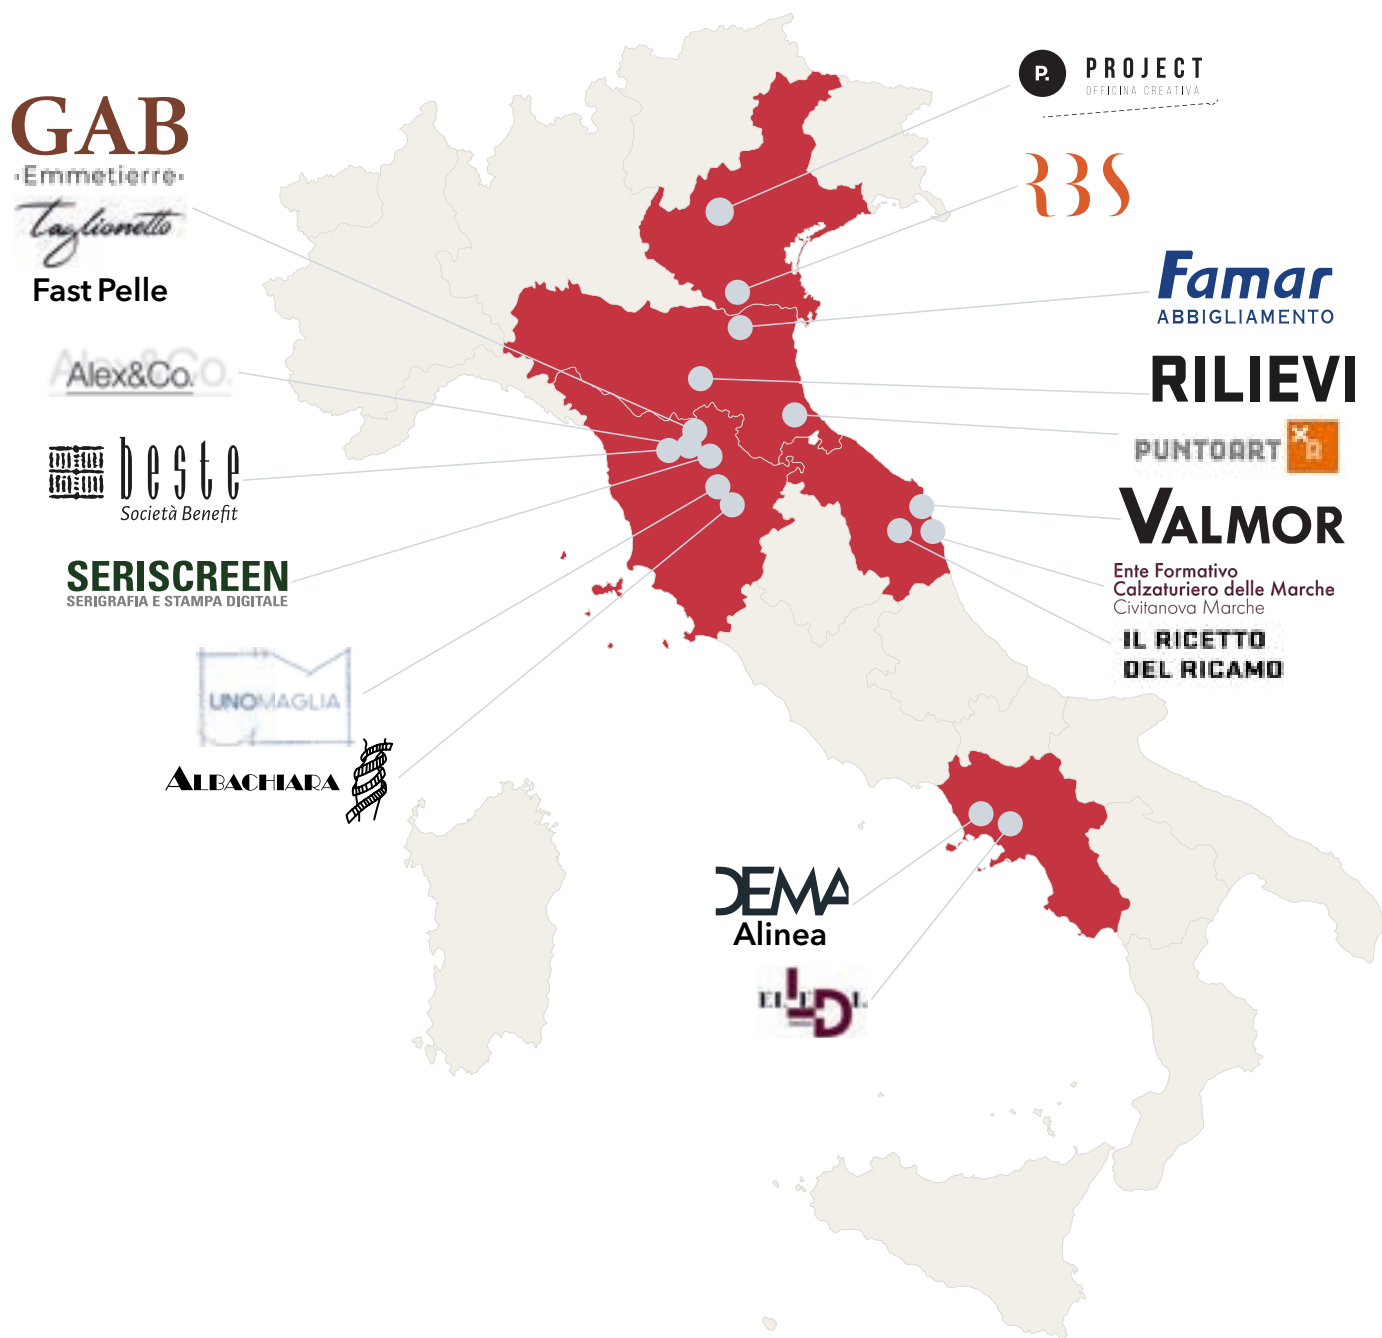 GAB
Emmetierre
Taglionetto
Fast Pelle
Alex&Co.
beste
Società Benefit
SERISCREEN
SERIGRAFIA E STAMPA DIGITALE
UNOMAGLIA
ALBACHIARA
P. PROJECT
OFFICINA CREATIVA
RBS
Famar
ABBIGLIAMENTO
RILIEVI
PUNTOART
VALMOR
Ente Formativo
Calzaturiero delle Marche
Civitanova Marche
IL RICETTO
DEL RICAMO
DEMA
Alinea